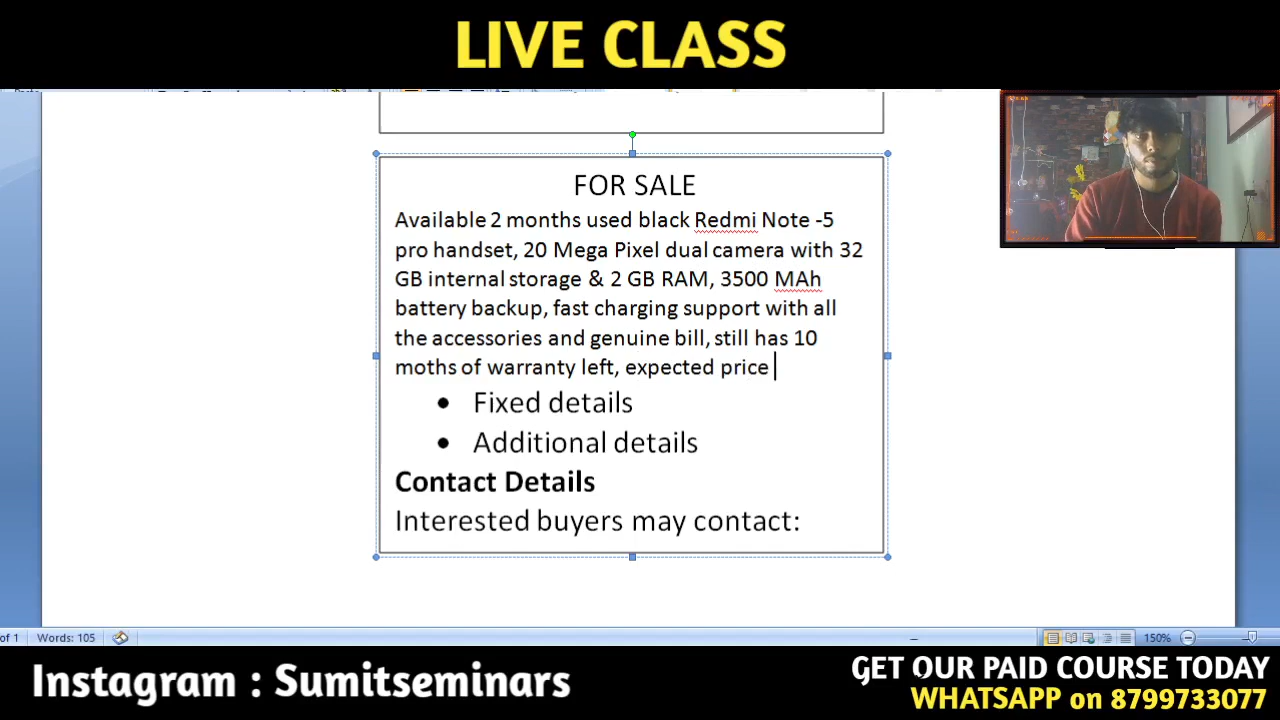 LIVE CLASS
FOR SALE
Available 2 months used black Redmi Note -5
pro handset, 20 Mega Pixel dual camera with 32
GB internal storage & 2 GB RAM, 3500 MAh
battery backup, fast charging support with all
the accessories and genuine bill, still has 10
moths of warranty left, expected price
• Fixed details
• Additional details
Contact Details
Interested buyers may contact:
of 1 Words: 105 150%
Instagram : Sumitseminars
GET OUR PAID COURSE TODAY
WHATSAPP on 8799733077